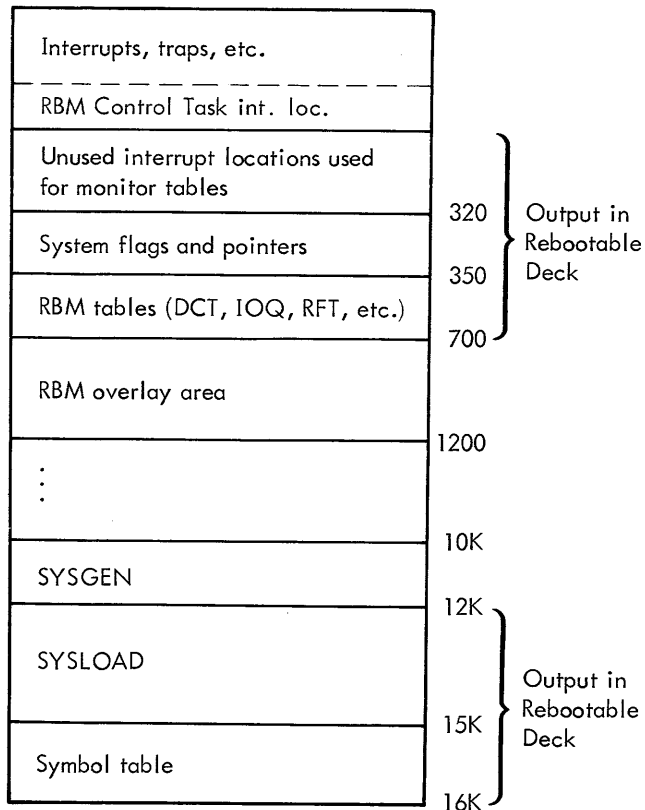 Interrupts, traps, etc.
RBM Control Task int. loc.
Unused interrupt locations used
for monitor tables
320
System flags and pointers
350
RBM tables (DCT, IOQ, RFT, etc.)
700
Output in
Rebootable
Deck
RBM overlay area
1200
.
.
.
10K
SYSGEN
12K
SYSLOAD
15K
Symbol table
16K
Output in
Rebootable
Deck